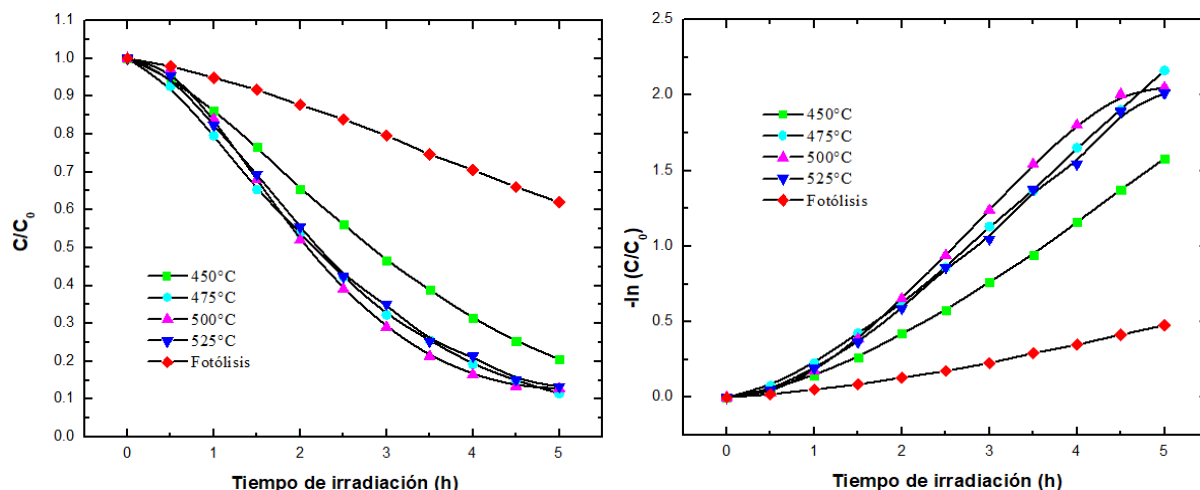 1.1
1.0
0.9
0.8
0.7
0.6
0.5
0.4
0.3
0.2
0.1
0.0
C/C0
450°C
475°C
500°C
525°C
Fotólisis
0 1 2 3 4 5
Tiempo de irradiación (h)
2.5
2.0
1.5
1.0
0.5
0.0
-ln (C/C0)
450°C
475°C
500°C
525°C
Fotólisis
0 1 2 3 4 5
Tiempo de irradiación (h)